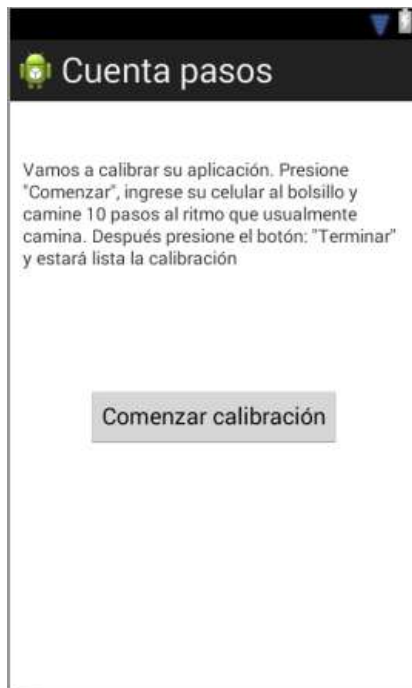 Cuenta pasos
Vamos a calibrar su aplicación. Presione
"Comenzar", ingrese su celular al bolsillo y
camine 10 pasos al ritmo que usualmente
camina. Después presione el botón: "Terminar"
y estará lista la calibración
Comenzar calibración